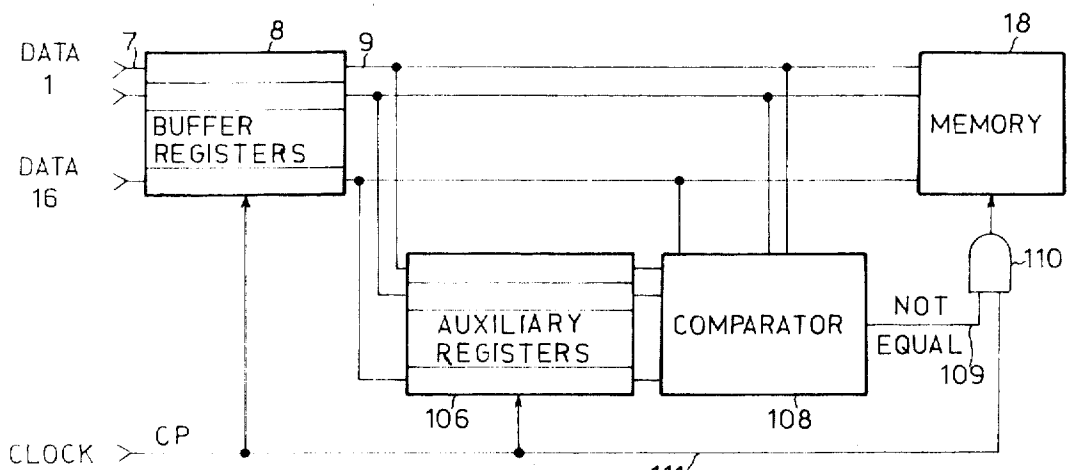 DATA
1
7
8
9
18
BUFFER
REGISTERS
MEMORY
DATA
16
110
AUXILIARY
REGISTERS
COMPARATOR
NOT
EQUAL
109
106
108
CLOCK
CP
111